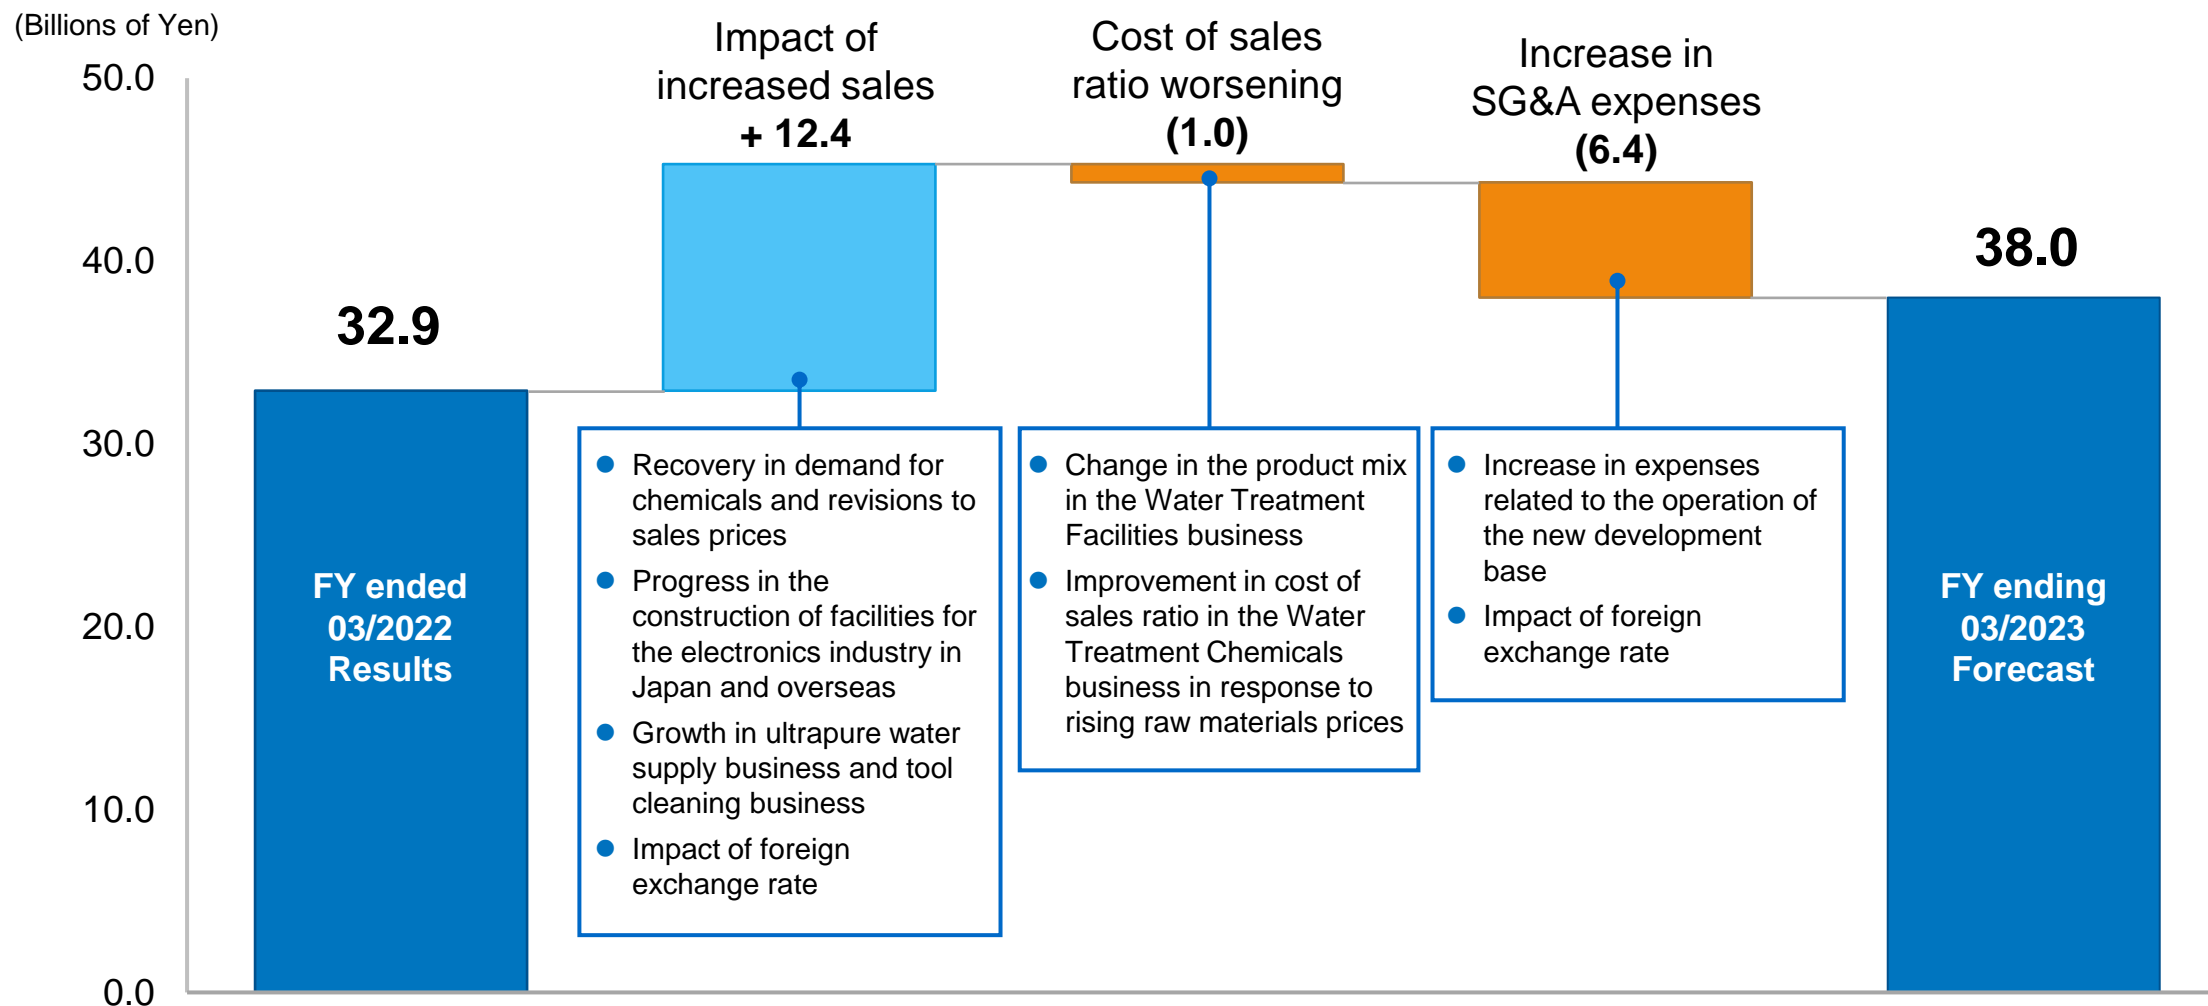 (Billions of Yen)
50.0
40.0
30.0
20.0
10.0
0.0
32.9
FY ended
03/2022
Results
Impact of
increased sales
+ 12.4
● Recovery in demand for
chemicals and revisions to
sales prices
● Progress in the
construction of facilities for
the electronics industry in
Japan and overseas
● Growth in ultrapure water
supply business and tool
cleaning business
● Impact of foreign
exchange rate
Cost of sales
ratio worsening
(1.0)
● Change in the product mix
in the Water Treatment
Facilities business
● Improvement in cost of
sales ratio in the Water
Treatment Chemicals
business in response to
rising raw materials prices
Increase in
SG&A expenses
(6.4)
● Increase in expenses
related to the operation of
the new development
base
● Impact of foreign
exchange rate
38.0
FY ending
03/2023
Forecast